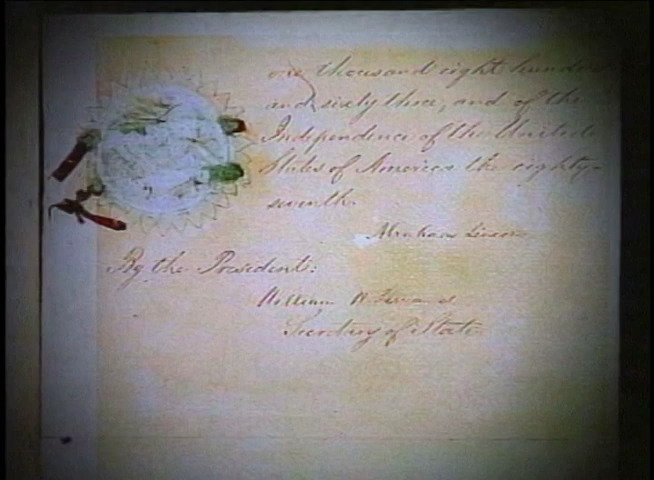 one thousand eight hundre
and sixty three, and of the
Independence of the United
States of America the eighty-
seventh.
Abraham Lincoln
By the President:
William H. Seward
Secretary of State